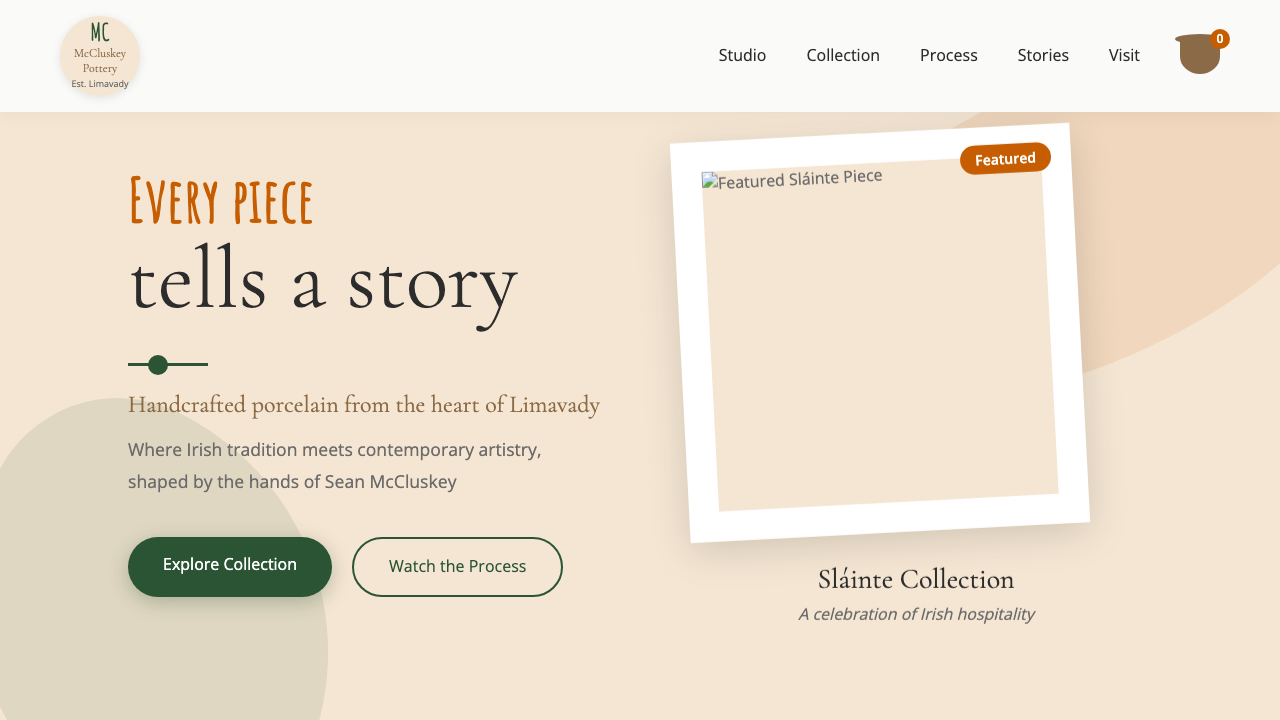 MC
McCluskey
Pottery
Est. Limavady
Studio
Collection
Process
Stories
Visit
0
Every piece
tells a story
Handcrafted porcelain from the heart of Limavady
Where Irish tradition meets contemporary artistry,
shaped by the hands of Sean McCluskey
Explore Collection
Watch the Process
Featured
Featured Sláinte Piece
Sláinte Collection
A celebration of Irish hospitality